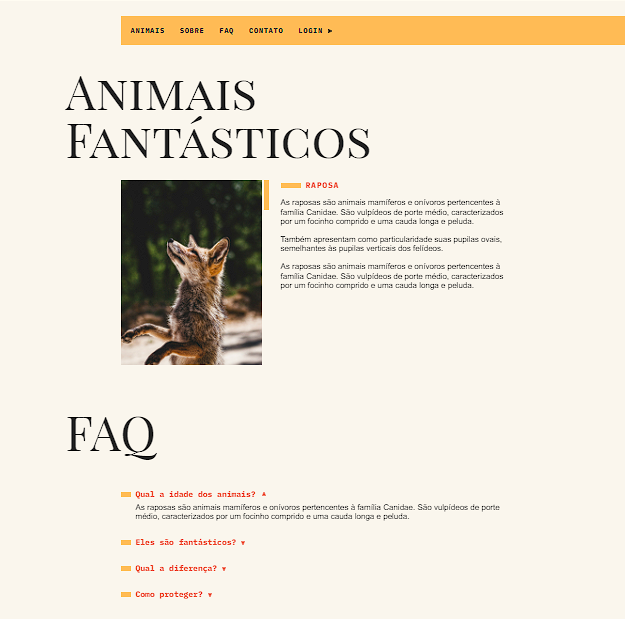 ANIMAIS SOBRE FAQ CONTATO LOGIN ▶
Animais
Fantásticos
RAPOSA
As raposas são animais mamíferos e onívoros pertencentes à
família Canidae. São vulpídeos de porte médio, caracterizados
por um focinho comprido e uma cauda longa e peluda.
Também apresentam como particularidade suas pupilas ovais,
semelhantes às pupilas verticais dos felídeos.
As raposas são animais mamíferos e onívoros pertencentes à
família Canidae. São vulpídeos de porte médio, caracterizados
por um focinho comprido e uma cauda longa e peluda.
FAQ
Qual a idade dos animais? ▲
As raposas são animais mamíferos e onívoros pertencentes à família Canidae. São vulpídeos de porte
médio, caracterizados por um focinho comprido e uma cauda longa e peluda.
Eles são fantásticos? ▼
Qual a diferença? ▼
Como proteger? ▼